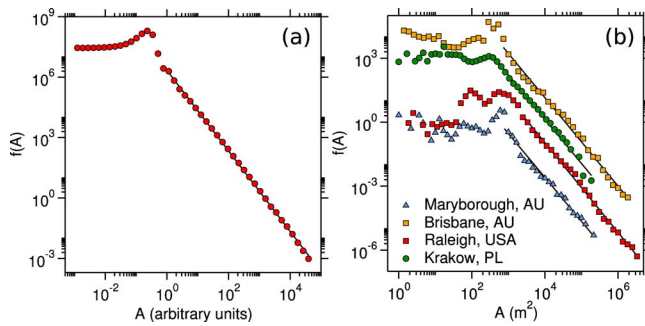 10^9
10^6
10^3
10^0
10^-3
f(A)
(a)
10^-2
10^0
10^2
10^4
A (arbitrary units)
10^3
10^0
10^-3
10^-6
f(A)
(b)
Maryborough, AU
Brisbane, AU
Raleigh, USA
Krakow, PL
10^0
10^2
10^4
10^6
A (m^2)